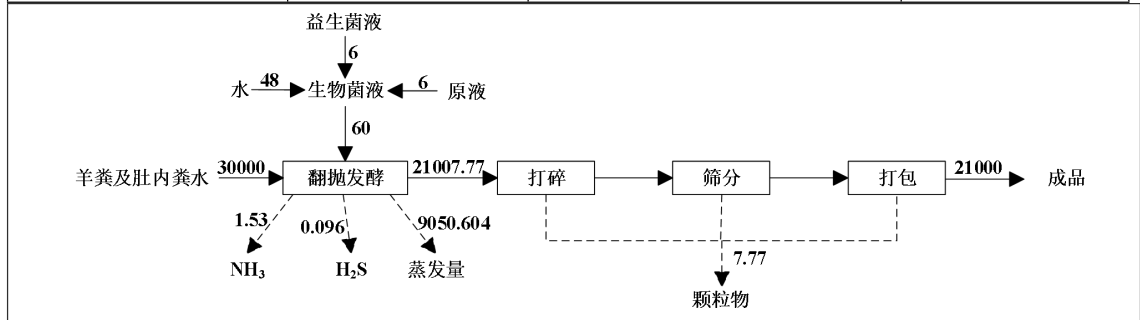 益生菌液
6
水 48 生物菌液 6 原液
60
羊粪及肚内粪水 30000 翻抛发酵 21007.77 打碎 筛分 打包 21000 成品
1.53 0.096 9050.604
7.77
NH₃ H₂S 蒸发量
颗粒物